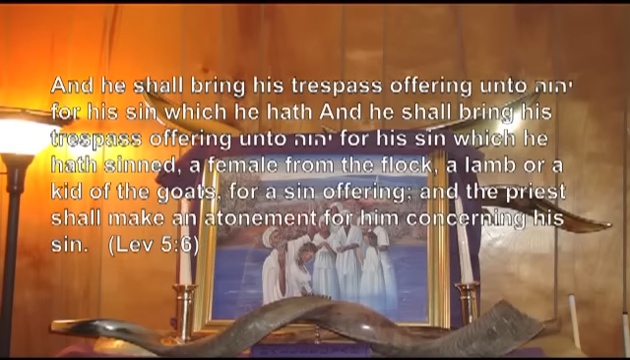 And he shall bring his trespass offering unto יהוה
for his sin which he hath And he shall bring his
trespass offering unto יהוה for his sin which he
hath sinned, a female from the flock, a lamb or a
kid of the goats, for a sin offering; and the priest
shall make an atonement for him concerning his
sin. (Lev 5:6)